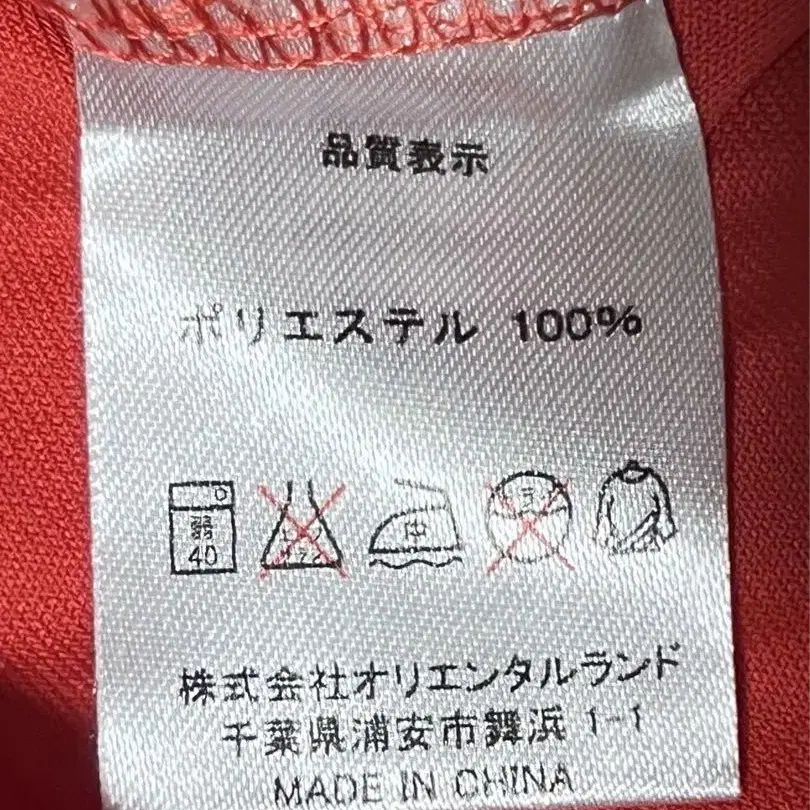 品質表示
ポリエステル 100%
弱 中
40
株式会社オリエンタルランド
千葉県浦安市舞浜 1-1
MADE IN CHINA